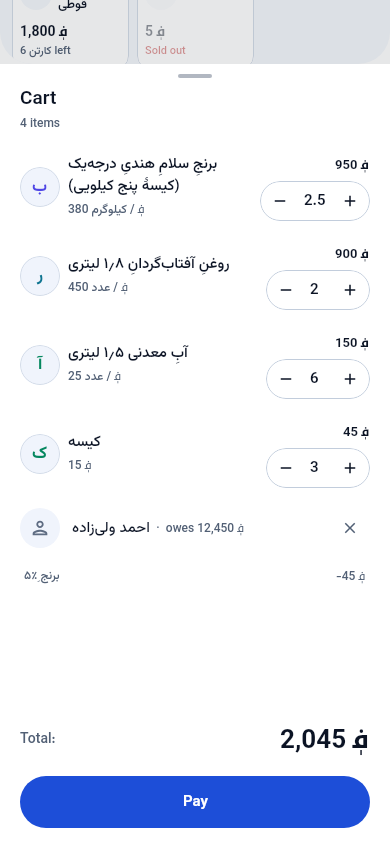 قوطی
1,800 ؋
6 کارتن left
5 ؋
Sold out
Cart
4 items
ب
برنجِ سلامِ هندیِ درجه‌یک
(کیسهٔ پنج کیلویی)
380 ؋ / کیلوگرم
950 ؋
− 2.5 +
ر
روغنِ آفتاب‌گردانِ ۱٫۸ لیتری
450 ؋ / عدد
900 ؋
− 2 +
آ
آبِ معدنی ۱٫۵ لیتری
25 ؋ / عدد
150 ؋
− 6 +
ک
کیسه
15 ؋
45 ؋
− 3 +
احمد ولی‌زاده · owes 12,450 ؋
برنج ۵٪
-45 ؋
Total:
2,045 ؋
Pay